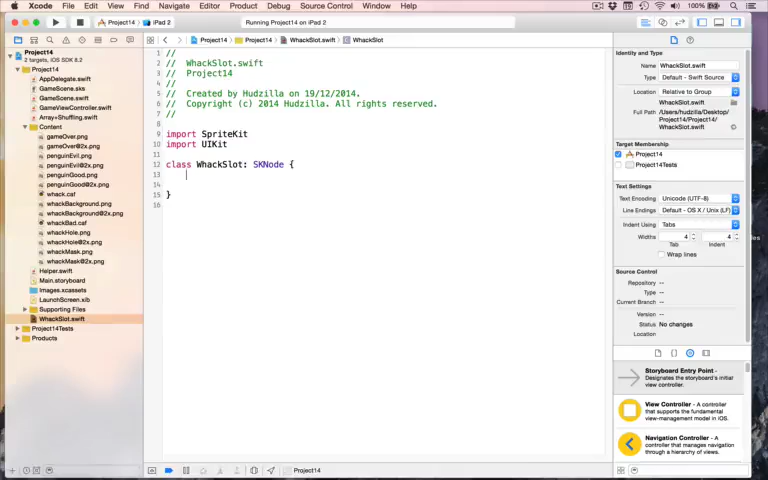 Xcode File Edit View Find Navigate Editor Product Debug Source Control Window Help 100%
Project14 iPad 2 Running Project14 on iPad 2
Project14 Project14 WhackSlot.swift WhackSlot
Project14
2 targets, iOS SDK 8.2
Project14
AppDelegate.swift
GameScene.sks
GameScene.swift
GameViewController.swift
Array+Shuffling.swift
Content
gameOver.png
gameOver@2x.png
penguinEvil.png
penguinEvil@2x.png
penguinGood.png
penguinGood@2x.png
whack.caf
whackBackground.png
whackBackground@2x.png
whackBad.caf
whackHole.png
whackHole@2x.png
whackMask.png
whackMask@2x.png
Helper.swift
Main.storyboard
Images.xcassets
LaunchScreen.xib
Supporting Files
WhackSlot.swift
Project14Tests
Products
1 //
2 // WhackSlot.swift
3 // Project14
4 //
5 // Created by Hudzilla on 19/12/2014.
6 // Copyright (c) 2014 Hudzilla. All rights reserved.
7 //
8
9 import SpriteKit
10 import UIKit
11
12 class WhackSlot: SKNode {
13
14
15 }
16
Project14
Identity and Type
Name WhackSlot.swift
Type Default - Swift Source
Location Relative to Group
WhackSlot.swift
Full Path /Users/hudzilla/Desktop/
Project14/Project14/
WhackSlot.swift
Target Membership
Project14
Project14Tests
Text Settings
Text Encoding Unicode (UTF-8)
Line Endings Default - OS X / Unix (LF)
Indent Using Tabs
Widths 4 4
Tab Indent
Wrap lines
Source Control
Repository --
Type --
Current Branch --
Version --
Status No changes
Location
Storyboard Entry Point -
Designates the storyboard's initial
view controller.
View Controller - A controller
that supports the fundamental
view-management model in iOS.
Navigation Controller - A
controller that manages navigation
through a hierarchy of views.